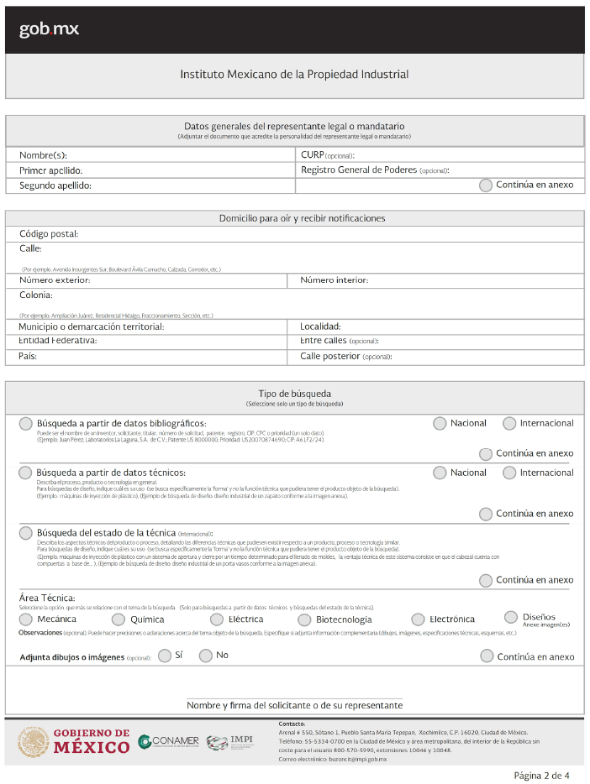 gob.mx
Instituto Mexicano de la Propiedad Industrial
Datos generales del representante legal o mandatario
(Adjuntar el documento que acredite la personalidad del representante legal o mandatario)
Nombre(s):
CURP(opcional):
Primer apellido:
Registro General de Poderes (opcional):
Segundo apellido:
Continúa en anexo
Domicilio para oír y recibir notificaciones
Código postal:
Calle:
(Por ejemplo: Avenida Insurgentes Sur, Boulevard Ávila Camacho, Calzada, Corredor, etc.)
Número exterior:
Número interior:
Colonia:
(Por ejemplo: Ampliación Juárez, Residencial Hidalgo, Fraccionamiento, Sección, etc.)
Municipio o demarcación territorial:
Localidad:
Entidad Federativa:
Entre calles (opcional):
País:
Calle posterior (opcional):
Tipo de búsqueda
(Seleccione solo un tipo de búsqueda)
Búsqueda a partir de datos bibliográficos:
Nacional
Internacional
Puede ser el nombre de un inventor, solicitante, titular, número de solicitud, patente, registro, CIP, CPC o prioridad (un solo dato).
(Ejemplo: Juan Pérez; Laboratorios La Laguna, S.A. de C.V.; Patente US 8000000; Prioridad: US20070874690; CIP: A61F2/24)
Continúa en anexo
Búsqueda a partir de datos técnicos:
Nacional
Internacional
Describa el proceso, producto o tecnología en general.
Para búsquedas de diseño, indique cuál es su uso (se busca específicamente la 'forma' y no la función técnica que pudiera tener el producto objeto de la búsqueda).
(Ejemplo: máquinas de inyección de plástico), (Ejemplo de búsqueda de diseño: diseño industrial de un zapato conforme a la imagen anexa).
Continúa en anexo
Búsqueda del estado de la técnica (internacional):
Describa los aspectos técnicos del producto o proceso, detallando las diferencias técnicas que pudiesen existir respecto a un producto, proceso o tecnología similar.
Para búsquedas de diseño, indique cuál es su uso (se busca específicamente la 'forma' y no la función técnica que pudiera tener el producto objeto de la búsqueda).
(Ejemplo: máquinas de inyección de plástico con un sistema de apertura y cierre por un tiempo determinado para el llenado de moldes, la ventaja técnica de este sistema consiste en que el cabezal cuenta con
compuertas a base de... ), (Ejemplo de búsqueda de diseño: diseño industrial de un porta vasos conforme a la imagen anexa).
Continúa en anexo
Área Técnica:
Seleccione la opción que más se relacione con el tema de la búsqueda (Solo para búsquedas a partir de datos técnicos y búsquedas del estado de la técnica).
Mecánica
Química
Eléctrica
Biotecnología
Electrónica
Diseños
Anexe imagen(es)
Observaciones (opcional): Puede hacer precisiones o aclaraciones acerca del tema objeto de la búsqueda. Especifique si adjunta información complementaria (dibujos, imágenes, especificaciones técnicas, esquemas, etc.)
Adjunta dibujos o imágenes (opcional):
Sí
No
Continúa en anexo
Nombre y firma del solicitante o de su representante
GOBIERNO DE
MÉXICO
CONAMER
IMPI
Contacto:
Arenal # 550, Sótano 1, Pueblo Santa María Tepepan, Xochimilco, C.P. 16020, Ciudad de México.
Teléfono: 55-5334-0700 en la Ciudad de México y área metropolitana, del interior de la República sin
costo para el usuario 800-570-5990, extensiones 10044 y 10048.
Correo electrónico: buzoncit@impi.gob.mx
Página 2 de 4